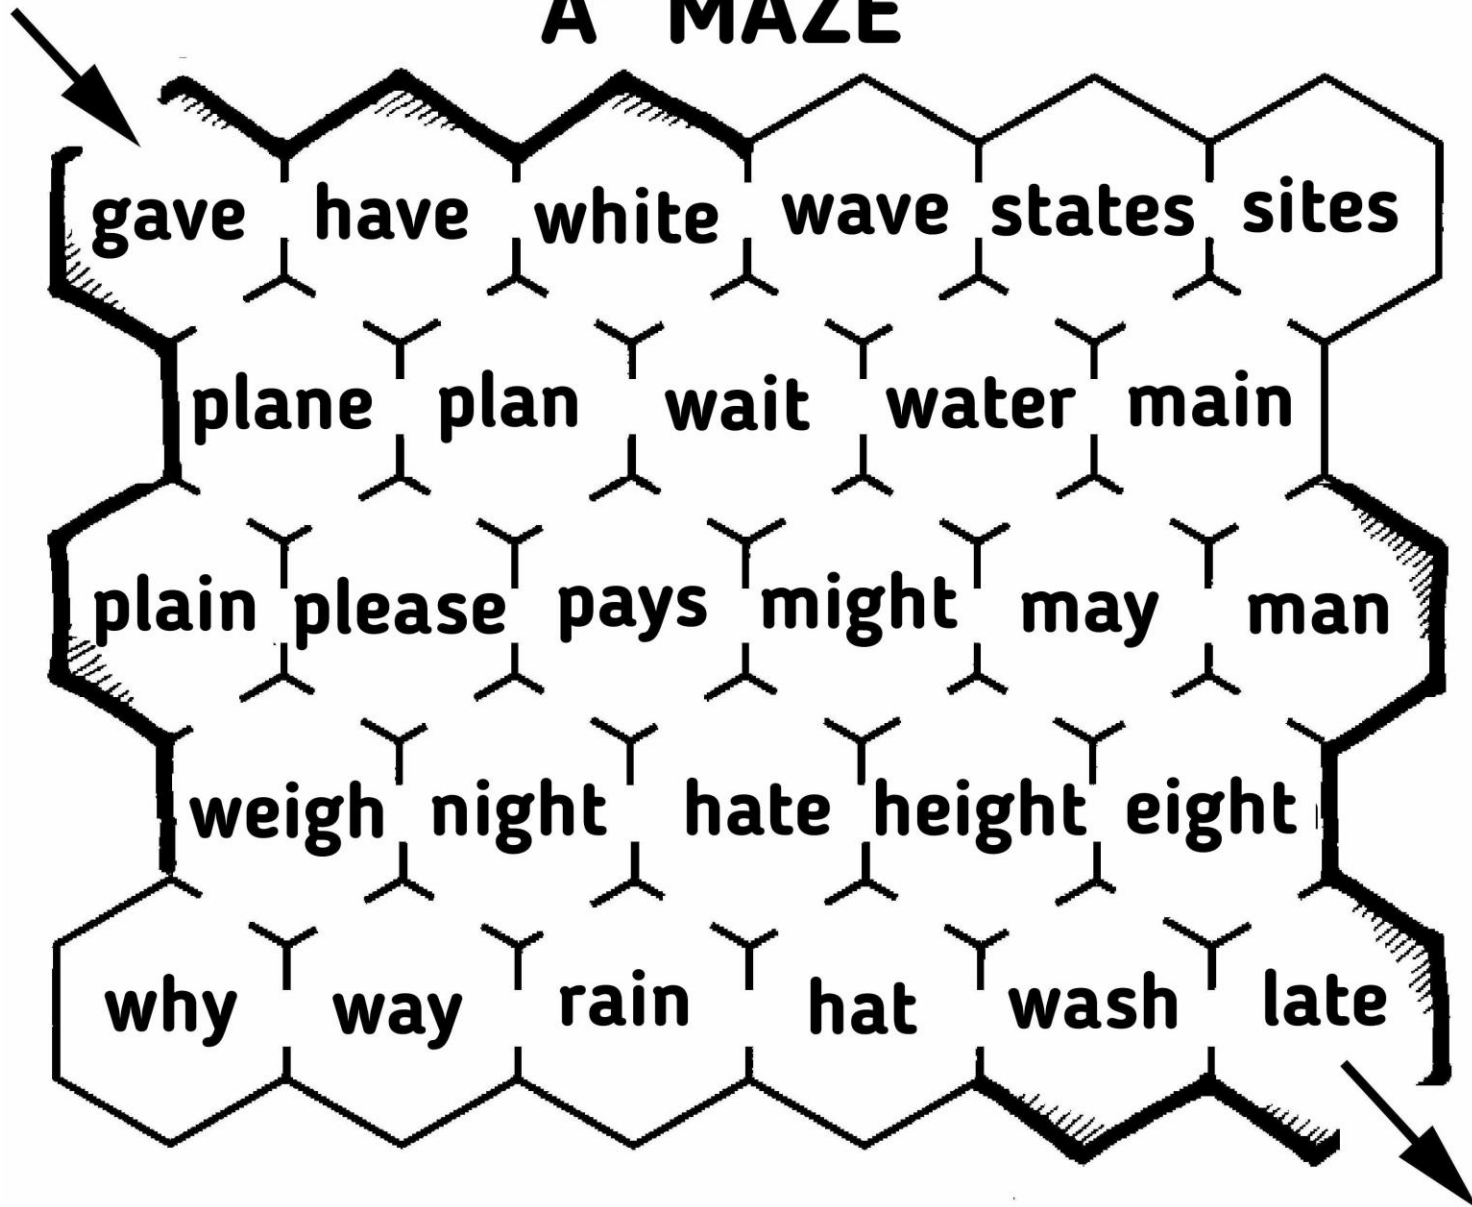 A MAZE
gave have white wave states sites
plane plan wait water main
plain please pays might may man
weigh night hate height eight
why way rain hat wash late